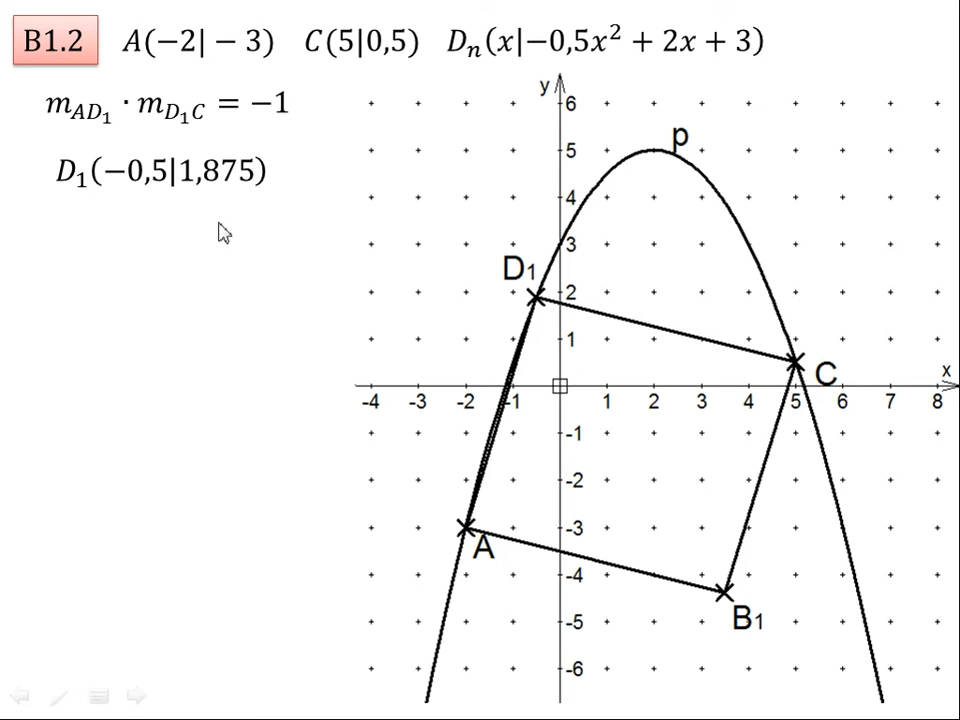 B1.2 A(−2|−3) C(5|0,5) Dₙ(x|−0,5x² + 2x + 3)
m_AD₁ · m_D₁C = −1
D₁(−0,5|1,875)
y
6
p
5
4
3
D₁
2
1
C
x
-4 -3 -2 -1 1 2 3 4 5 6 7 8
-1
-2
-3
A
-4
-5
B₁
-6